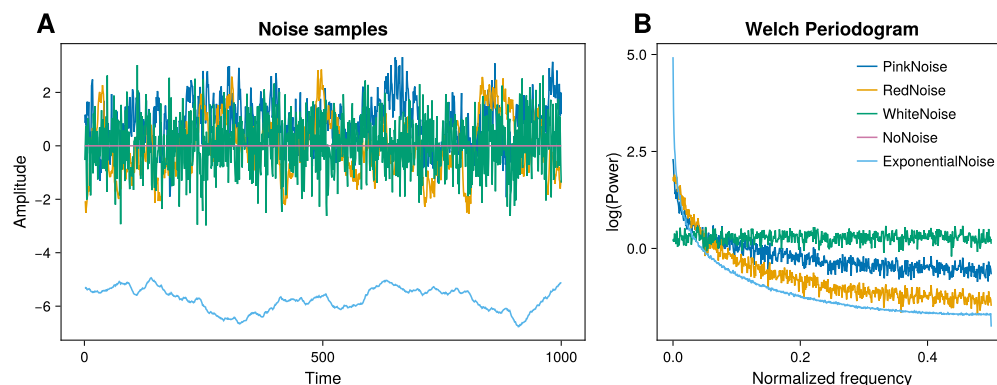 A
Noise samples
Amplitude
2
0
−2
−4
−6
0
500
1000
Time
B
Welch Periodogram
log(Power)
5.0
2.5
0.0
0.0
0.2
0.4
Normalized frequency
PinkNoise
RedNoise
WhiteNoise
NoNoise
ExponentialNoise